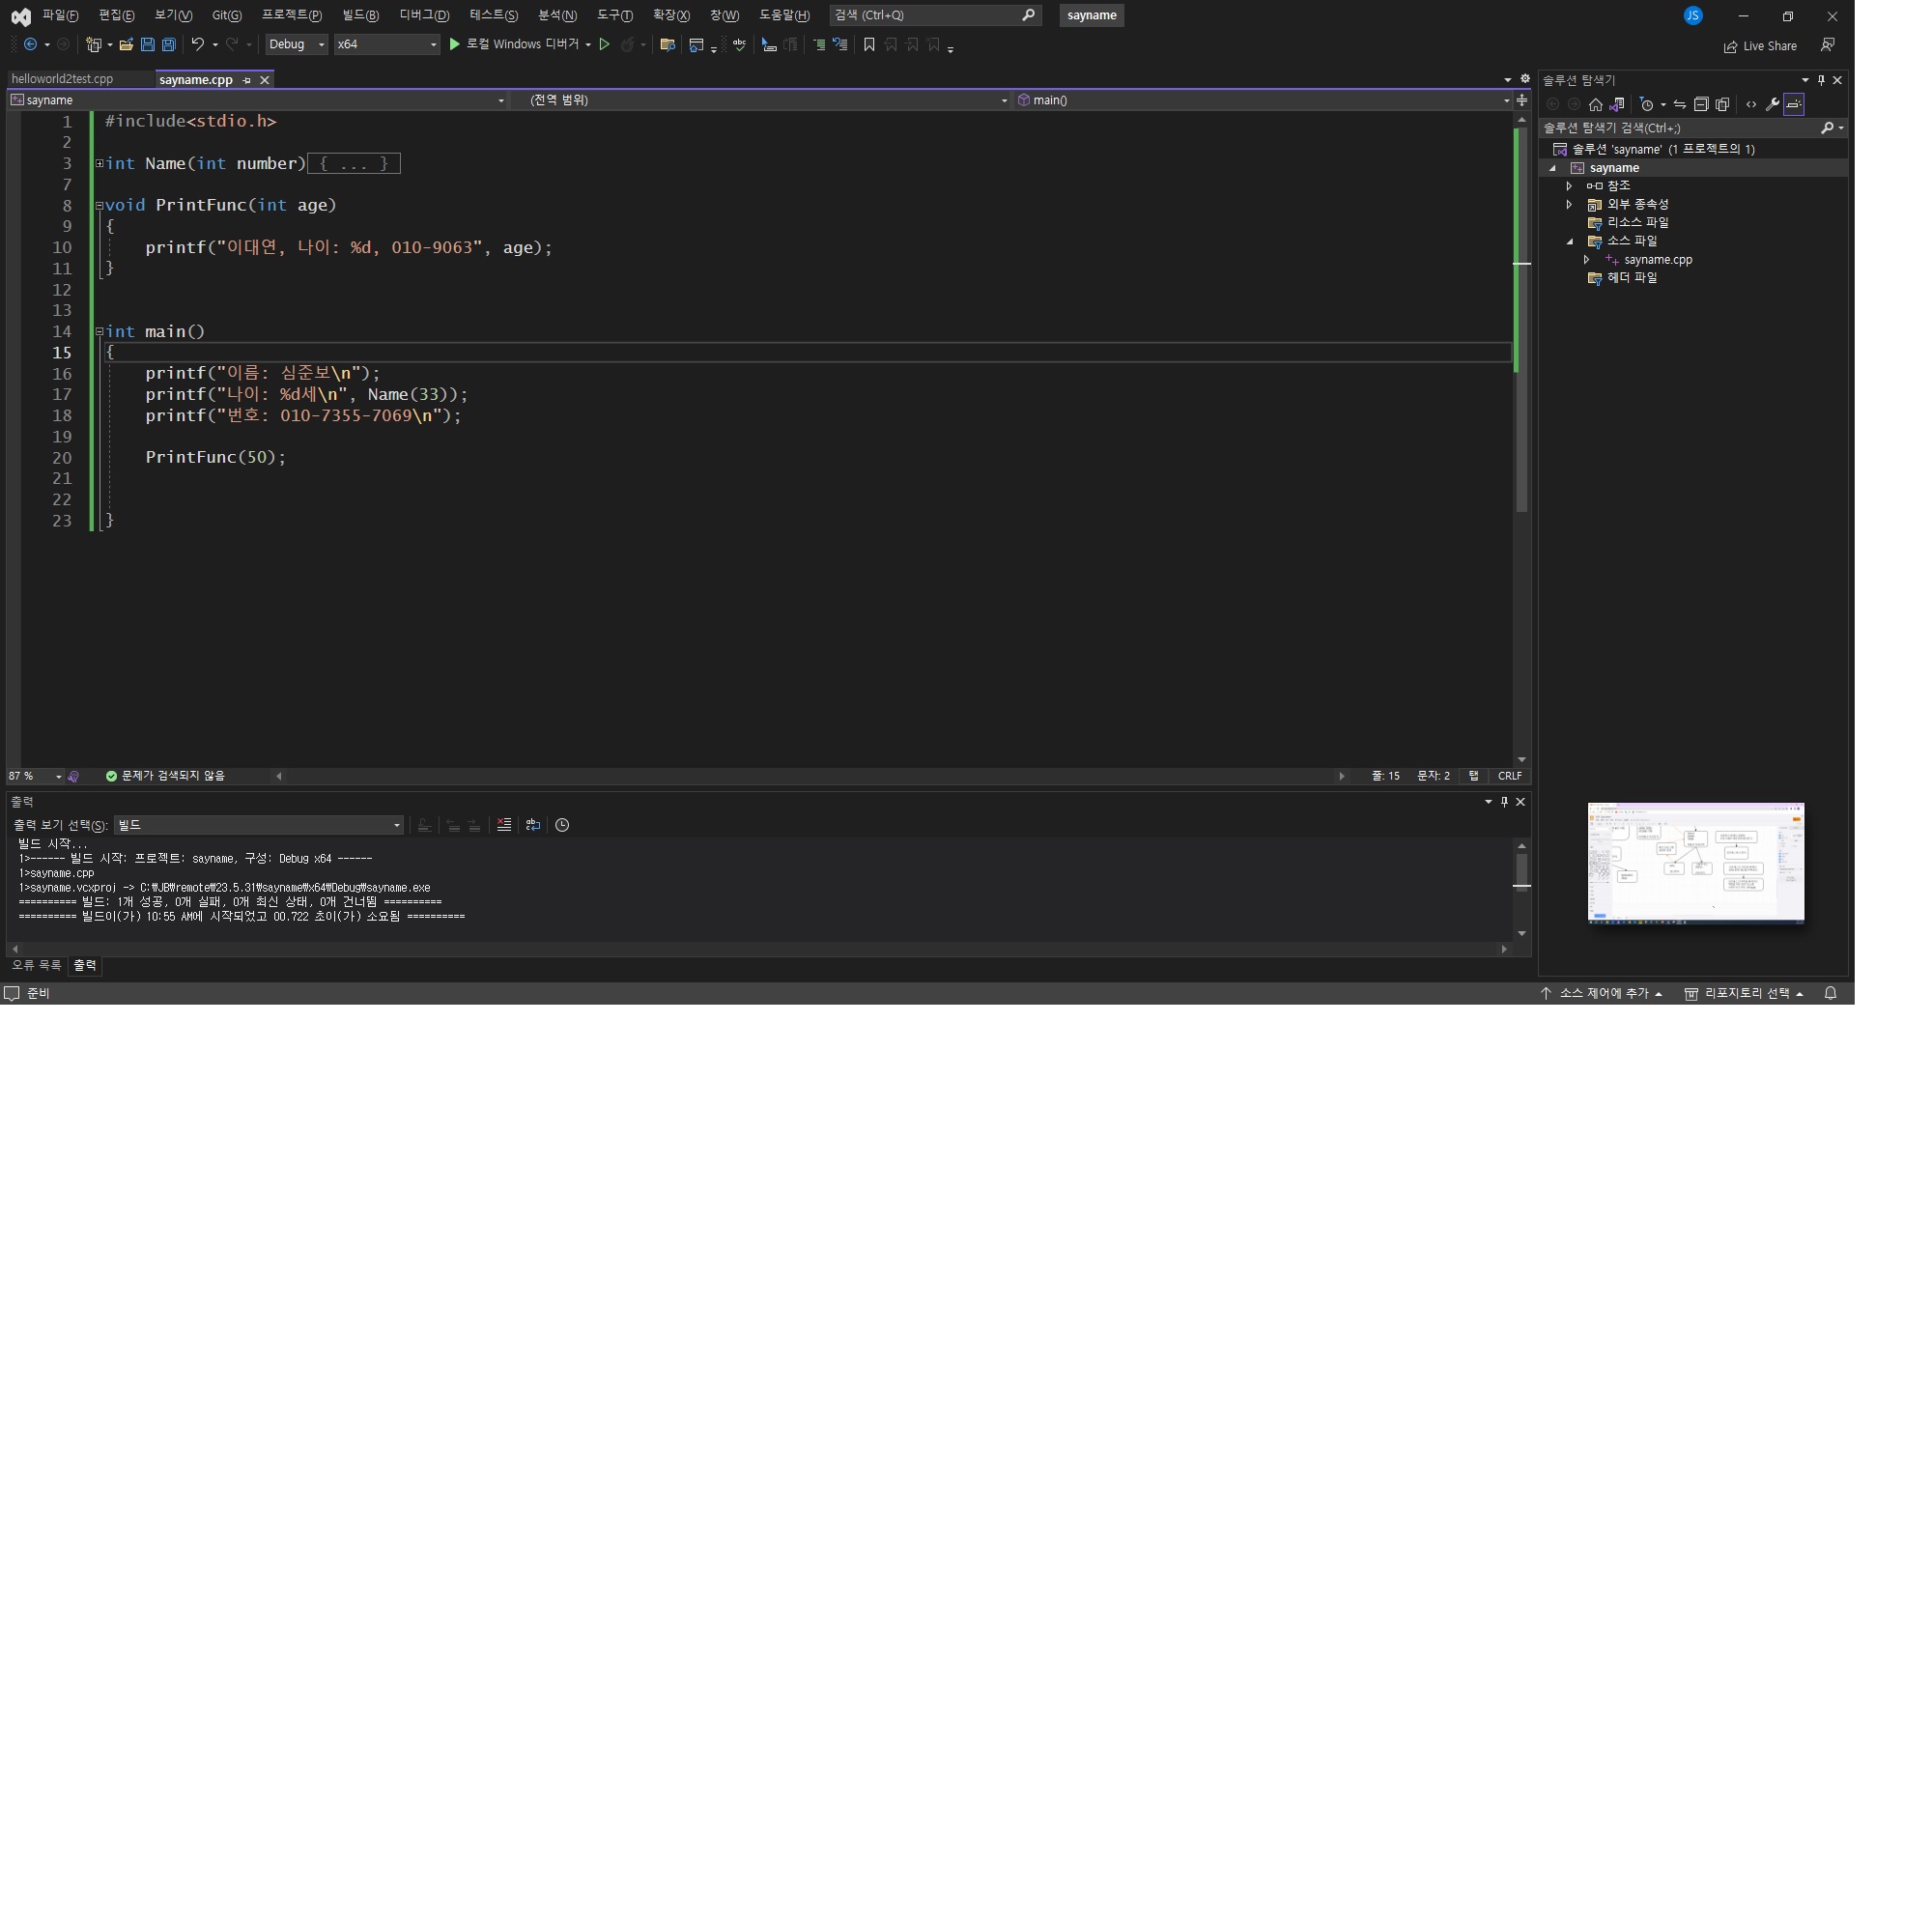 파일(F) 편집(E) 보기(V) Git(G) 프로젝트(P) 빌드(B) 디버그(D) 테스트(S) 분석(N) 도구(T) 확장(X) 창(W) 도움말(H) 검색 (Ctrl+Q) sayname JS
Debug x64 로컬 Windows 디버거 Live Share
helloworld2test.cpp sayname.cpp
sayname (전역 범위) main()
1 #include<stdio.h>
2
3 int Name(int number){ ... }
7
8 void PrintFunc(int age)
9 {
10 printf("이대연, 나이: %d, 010-9063", age);
11 }
12
13
14 int main()
15 {
16 printf("이름: 심준보\n");
17 printf("나이: %d세\n", Name(33));
18 printf("번호: 010-7355-7069\n");
19
20 PrintFunc(50);
21
22
23 }
87 % 문제가 검색되지 않음 줄: 15 문자: 2 탭 CRLF
출력
출력 보기 선택(S): 빌드
빌드 시작...
1>------ 빌드 시작: 프로젝트: sayname, 구성: Debug x64 ------
1>sayname.cpp
1>sayname.vcxproj -> C:₩JB₩remote₩23.5.31₩sayname₩x64₩Debug₩sayname.exe
========== 빌드: 1개 성공, 0개 실패, 0개 최신 상태, 0개 건너뜀 ==========
========== 빌드이(가) 10:55 AM에 시작되었고 00.722 초이(가) 소요됨 ==========
오류 목록 출력
준비 소스 제어에 추가 리포지토리 선택
솔루션 탐색기
솔루션 탐색기 검색(Ctrl+;)
솔루션 'sayname' (1 프로젝트의 1)
sayname
참조
외부 종속성
리소스 파일
소스 파일
sayname.cpp
헤더 파일